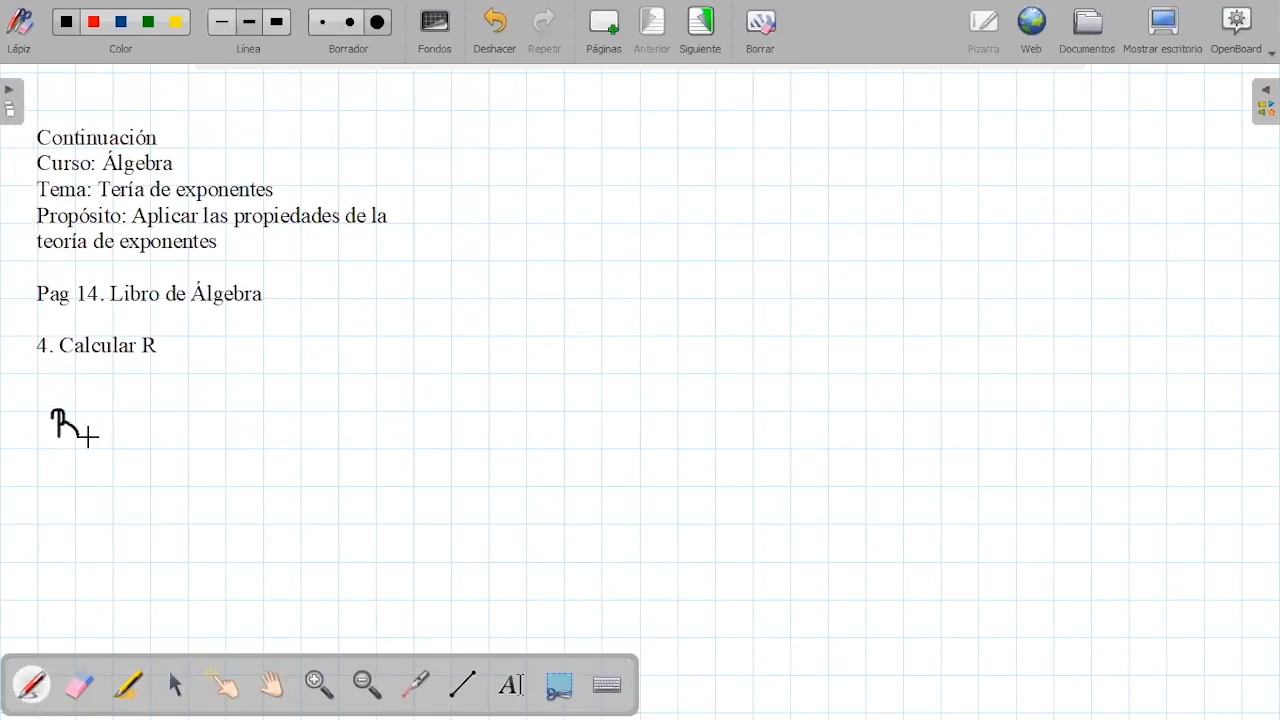 Lápiz
Color
Línea
Borrador
Fondos
Deshacer
Repetir
Páginas
Anterior
Siguiente
Borrar
Pizarra
Web
Documentos
Mostrar escritorio
OpenBoard
Continuación
Curso: Álgebra
Tema: Tería de exponentes
Propósito: Aplicar las propiedades de la
teoría de exponentes
Pag 14. Libro de Álgebra
4. Calcular R
R